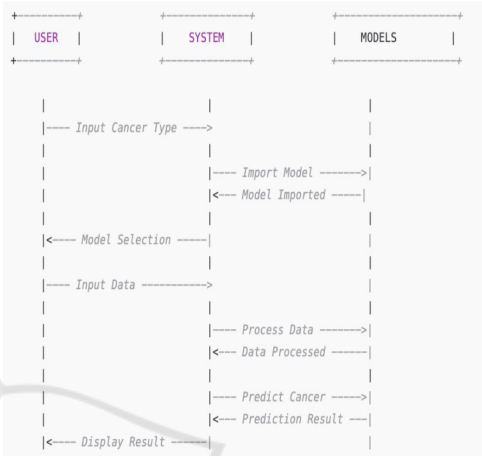 USER SYSTEM MODELS
Input Cancer Type
Import Model
Model Imported
Model Selection
Input Data
Process Data
Data Processed
Predict Cancer
Prediction Result
Display Result